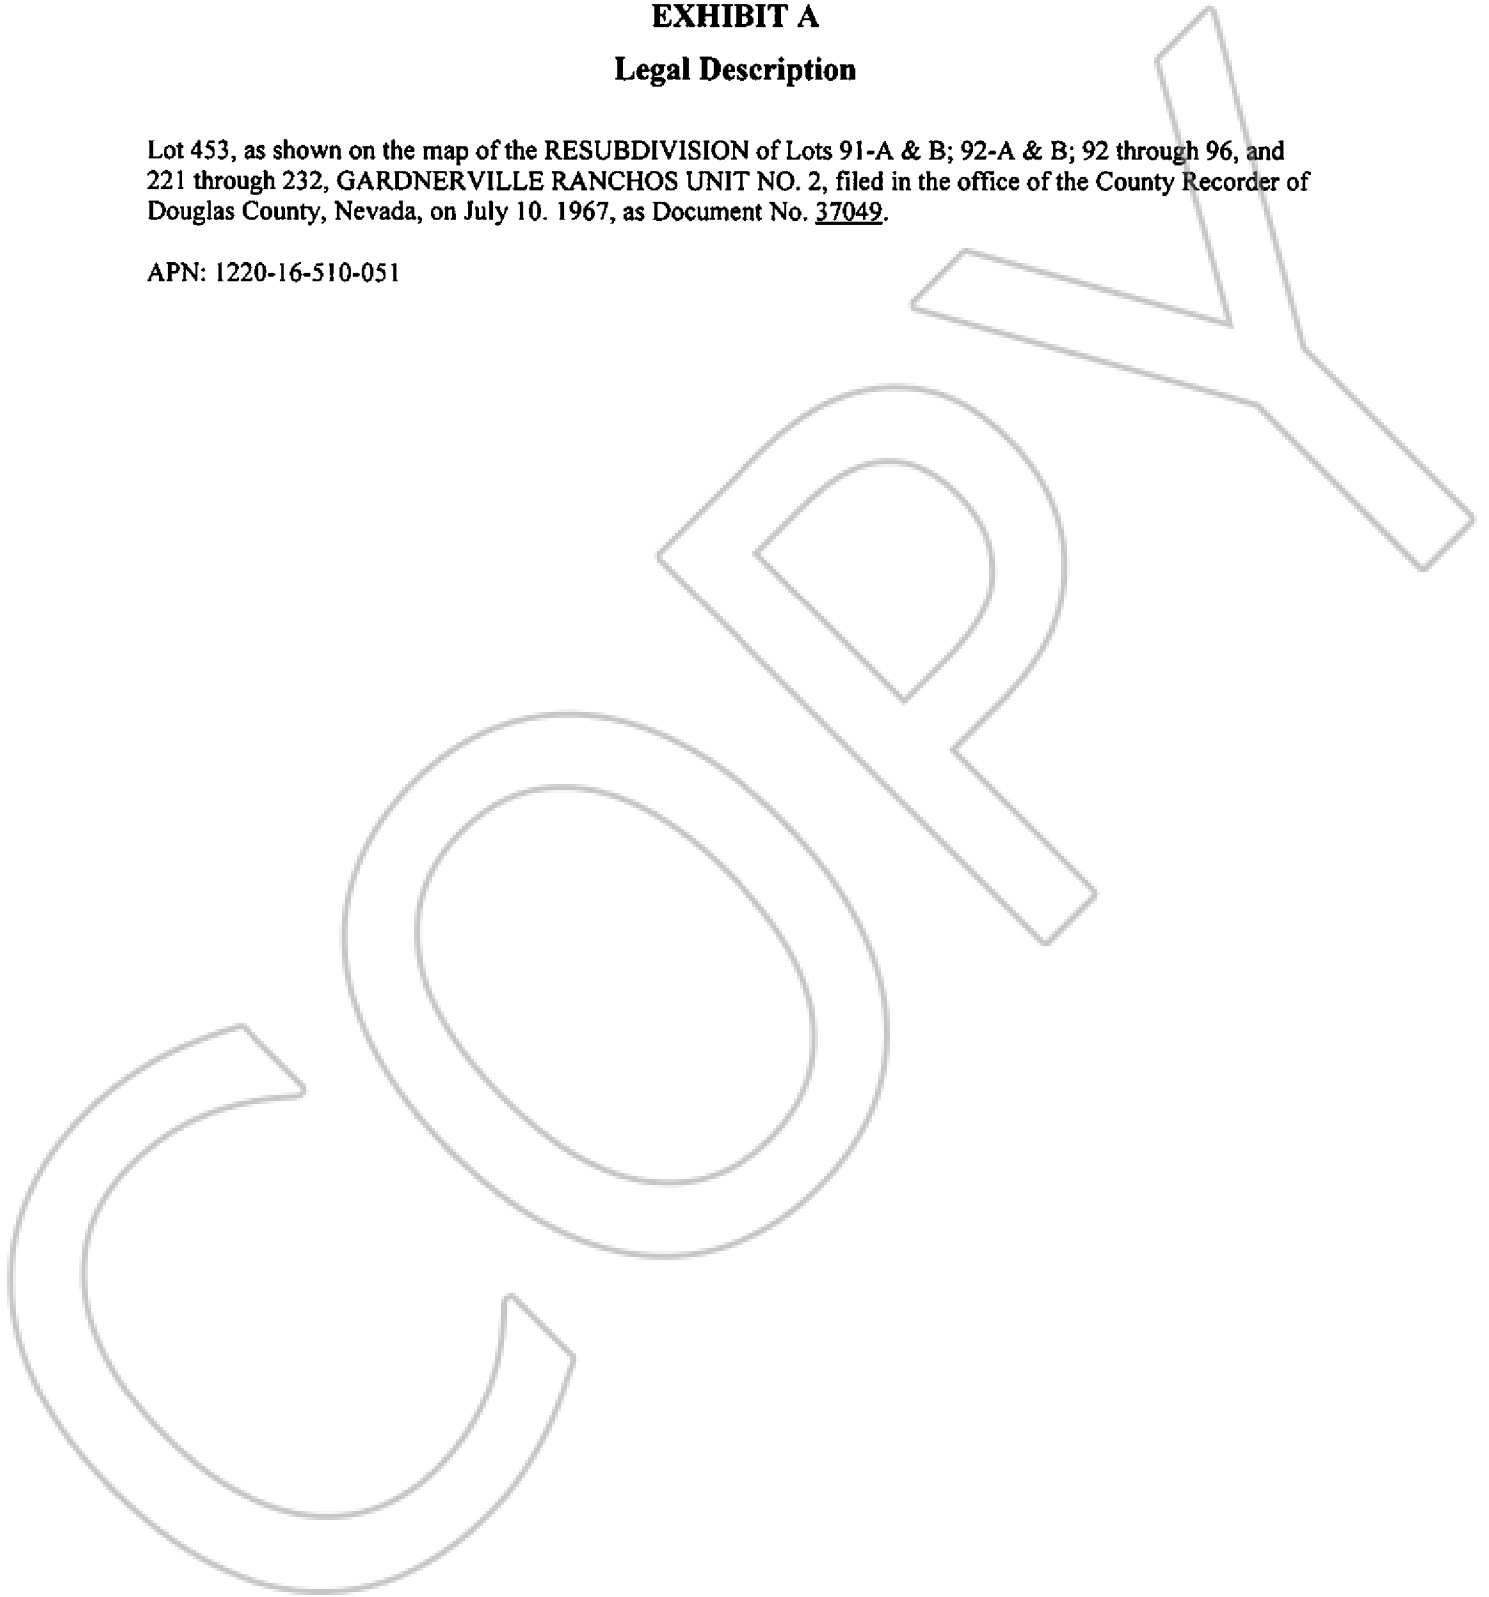 EXHIBIT A
Legal Description
Lot 453, as shown on the map of the RESUBDIVISION of Lots 91-A & B; 92-A & B; 92 through 96, and
221 through 232, GARDNERVILLE RANCHOS UNIT NO. 2, filed in the office of the County Recorder of
Douglas County, Nevada, on July 10. 1967, as Document No. 37049.
APN: 1220-16-510-051
COPY